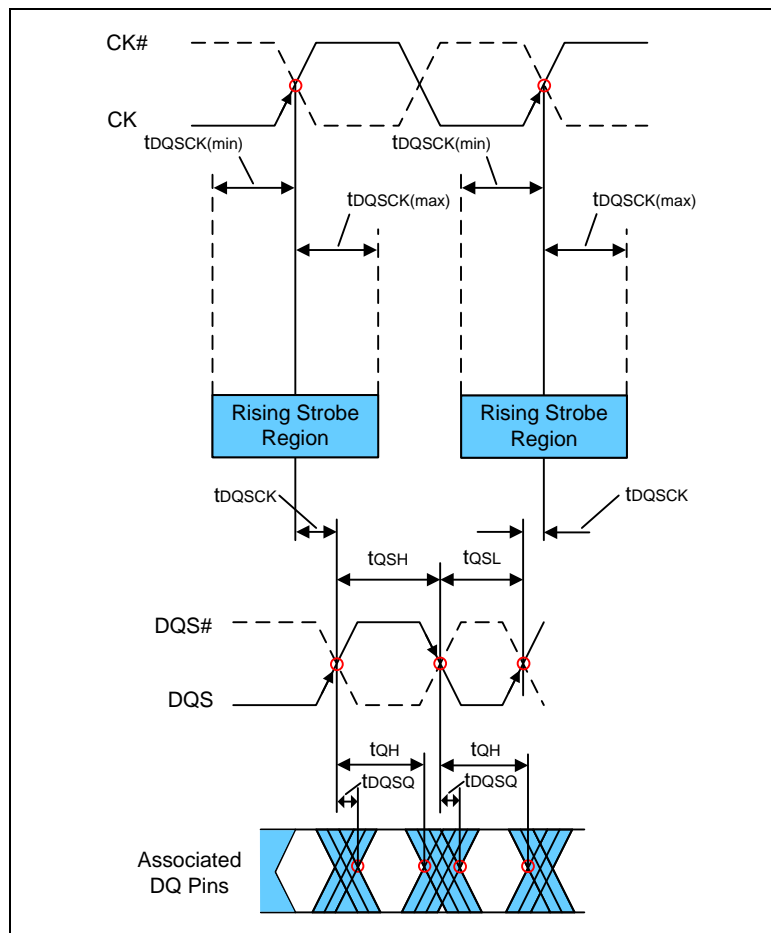 CK#
CK
tDQSCK(min)
tDQSCK(min)
tDQSCK(max)
tDQSCK(max)
Rising Strobe
Region
Rising Strobe
Region
tDQSCK
tDQSCK
tQSH
tQSL
DQS#
DQS
tQH
tQH
tDQSQ
tDQSQ
Associated
DQ Pins